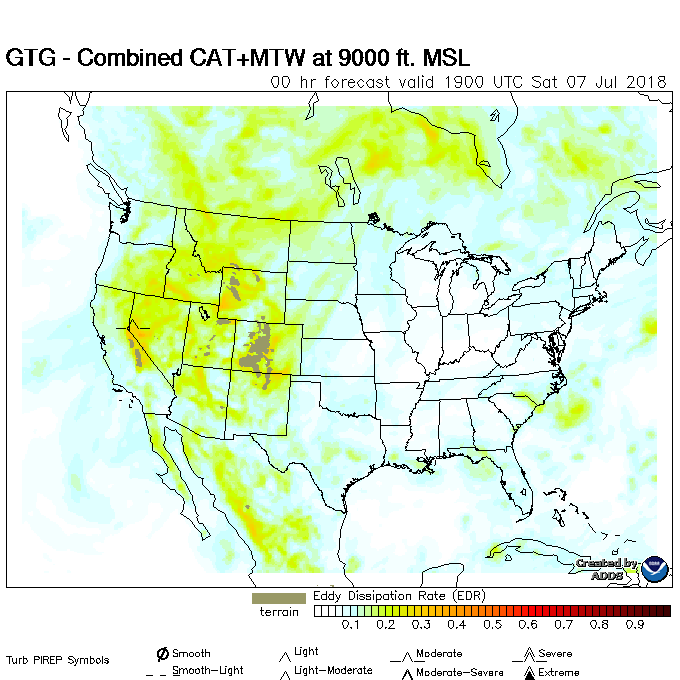 GTG - Combined CAT+MTW at 9000 ft. MSL
00 hr forecast valid 1900 UTC Sat 07 Jul 2018
Created by
ADDS
terrain
Eddy Dissipation Rate (EDR)
0.1 0.2 0.3 0.4 0.5 0.6 0.7 0.8 0.9
Turb PIREP Symbols
Smooth
Smooth-Light
Light
Light-Moderate
Moderate
Moderate-Severe
Severe
Extreme